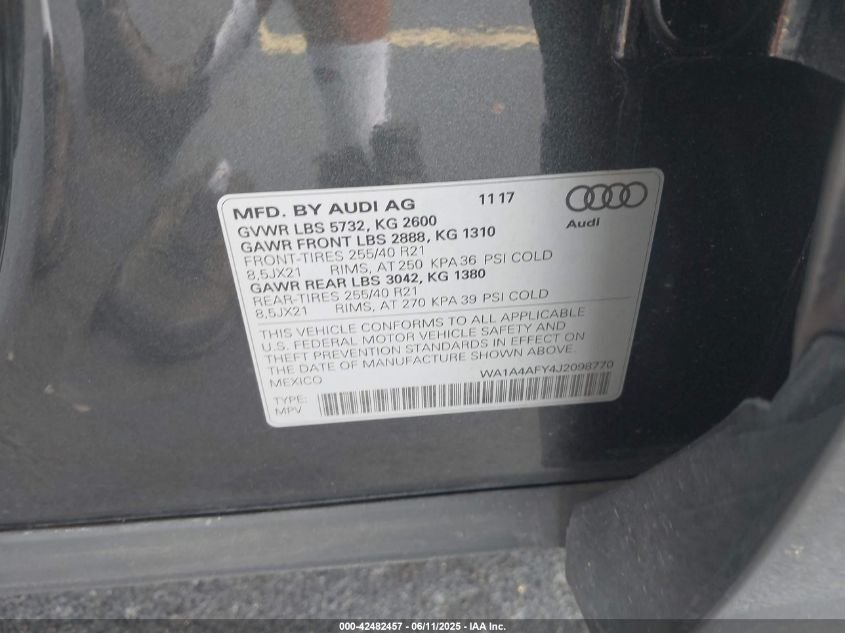 MFD. BY AUDI AG 11 17
Audi
GVWR LBS 5732, KG 2600
GAWR FRONT LBS 2888, KG 1310
FRONT-TIRES 255/40 R21
8,5JX21 RIMS, AT 250 KPA 36 PSI COLD
GAWR REAR LBS 3042, KG 1380
REAR-TIRES 255/40 R21
8,5JX21 RIMS, AT 270 KPA 39 PSI COLD
THIS VEHICLE CONFORMS TO ALL APPLICABLE
U.S. FEDERAL MOTOR VEHICLE SAFETY AND
THEFT PREVENTION STANDARDS IN EFFECT ON
THE DATE OF MANUFACTURE SHOWN ABOVE.
MEXICO WA1A4AFY4J2098770
TYPE:
MPV
000-42482457 - 06/11/2025 - IAA Inc.